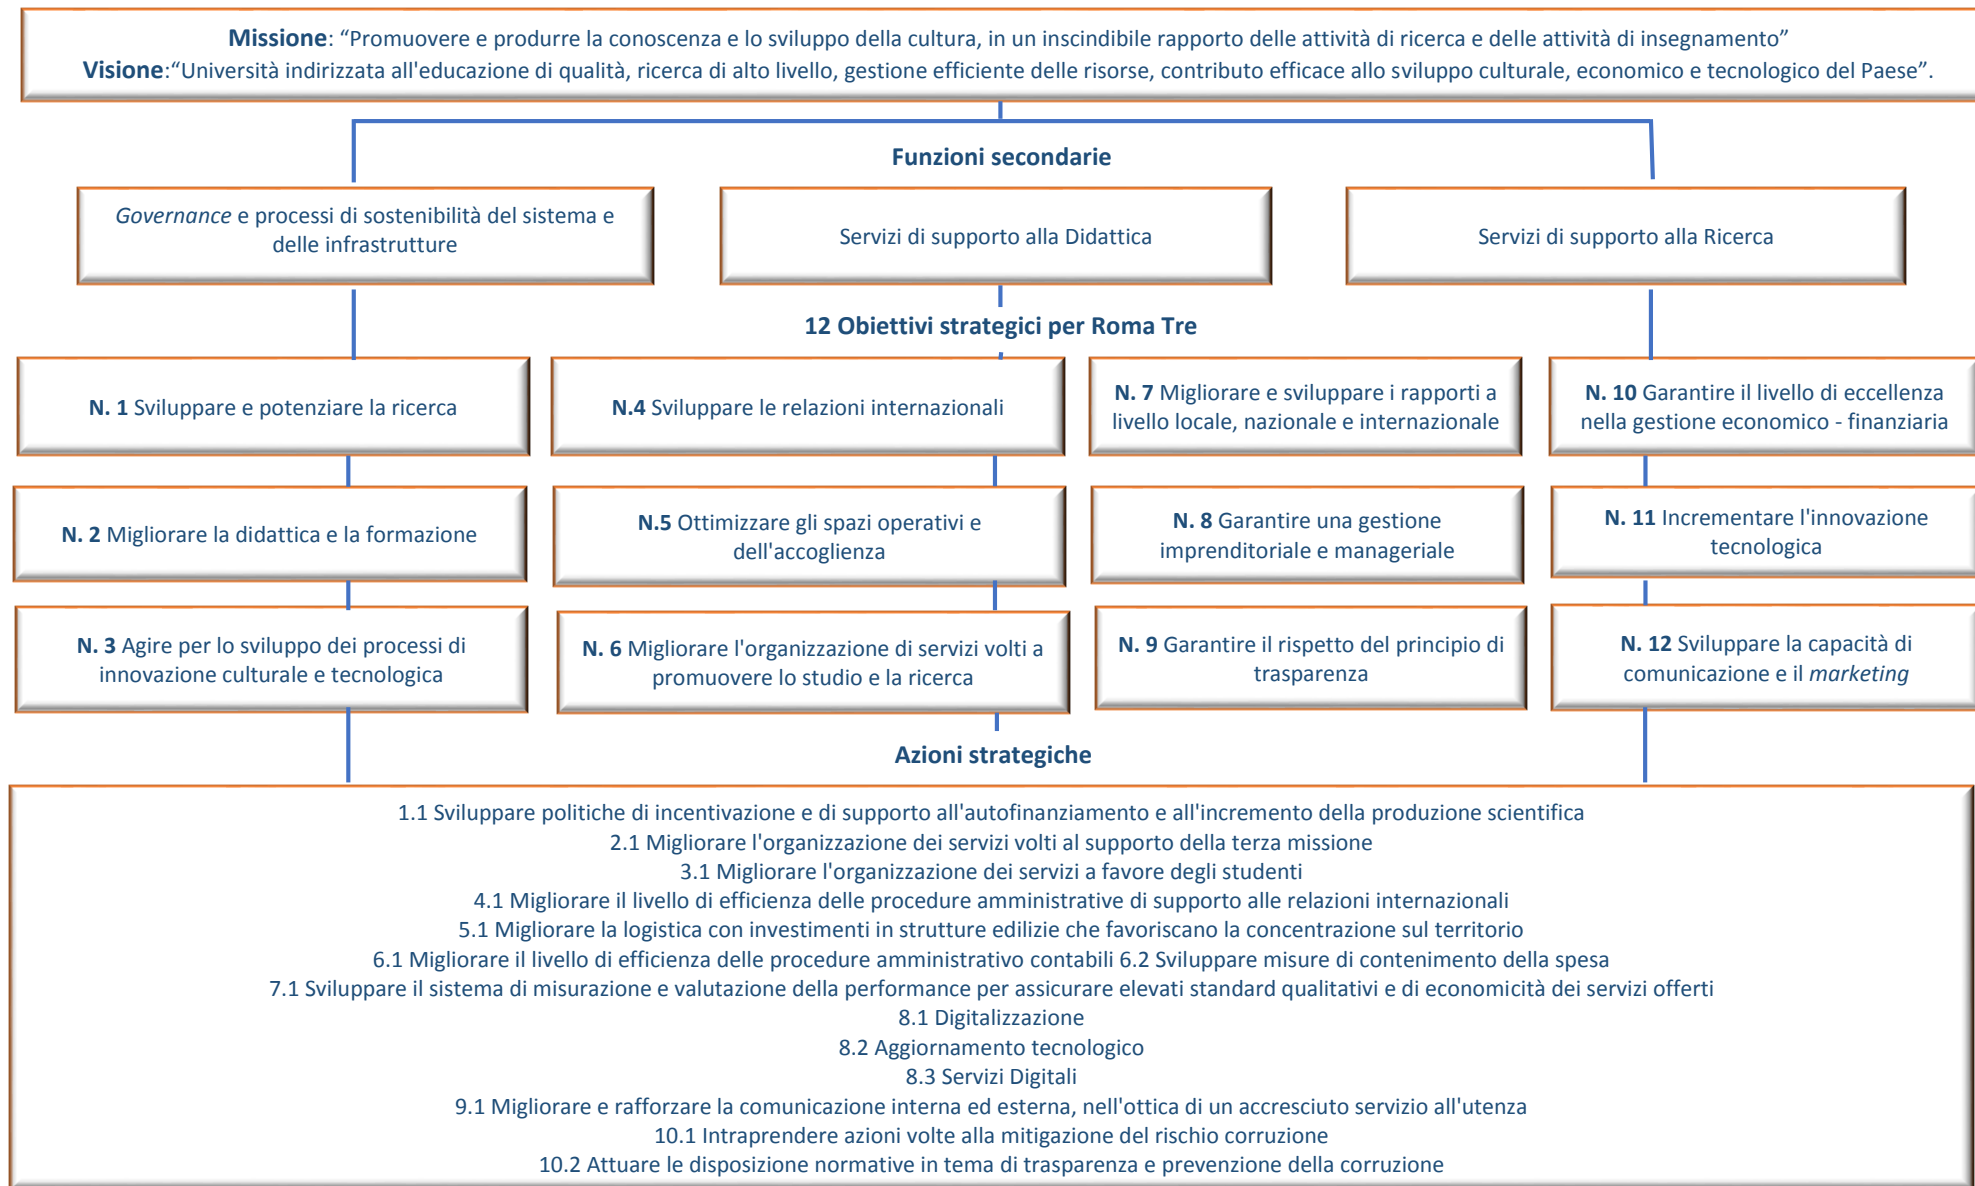 Missione: “Promuovere e produrre la conoscenza e lo sviluppo della cultura, in un inscindibile rapporto delle attività di ricerca e delle attività di insegnamento”
Visione:“Università indirizzata all'educazione di qualità, ricerca di alto livello, gestione efficiente delle risorse, contributo efficace allo sviluppo culturale, economico e tecnologico del Paese”.
Funzioni secondarie
Governance e processi di sostenibilità del sistema e
delle infrastrutture
Servizi di supporto alla Didattica
Servizi di supporto alla Ricerca
12 Obiettivi strategici per Roma Tre
N. 1 Sviluppare e potenziare la ricerca
N.4 Sviluppare le relazioni internazionali
N. 7 Migliorare e sviluppare i rapporti a
livello locale, nazionale e internazionale
N. 10 Garantire il livello di eccellenza
nella gestione economico - finanziaria
N. 2 Migliorare la didattica e la formazione
N.5 Ottimizzare gli spazi operativi e
dell'accoglienza
N. 8 Garantire una gestione
imprenditoriale e manageriale
N. 11 Incrementare l'innovazione
tecnologica
N. 3 Agire per lo sviluppo dei processi di
innovazione culturale e tecnologica
N. 6 Migliorare l'organizzazione di servizi volti a
promuovere lo studio e la ricerca
N. 9 Garantire il rispetto del principio di
trasparenza
N. 12 Sviluppare la capacità di
comunicazione e il marketing
Azioni strategiche
1.1 Sviluppare politiche di incentivazione e di supporto all'autofinanziamento e all'incremento della produzione scientifica
2.1 Migliorare l'organizzazione dei servizi volti al supporto della terza missione
3.1 Migliorare l'organizzazione dei servizi a favore degli studenti
4.1 Migliorare il livello di efficienza delle procedure amministrative di supporto alle relazioni internazionali
5.1 Migliorare la logistica con investimenti in strutture edilizie che favoriscano la concentrazione sul territorio
6.1 Migliorare il livello di efficienza delle procedure amministrativo contabili 6.2 Sviluppare misure di contenimento della spesa
7.1 Sviluppare il sistema di misurazione e valutazione della performance per assicurare elevati standard qualitativi e di economicità dei servizi offerti
8.1 Digitalizzazione
8.2 Aggiornamento tecnologico
8.3 Servizi Digitali
9.1 Migliorare e rafforzare la comunicazione interna ed esterna, nell'ottica di un accresciuto servizio all'utenza
10.1 Intraprendere azioni volte alla mitigazione del rischio corruzione
10.2 Attuare le disposizione normative in tema di trasparenza e prevenzione della corruzione